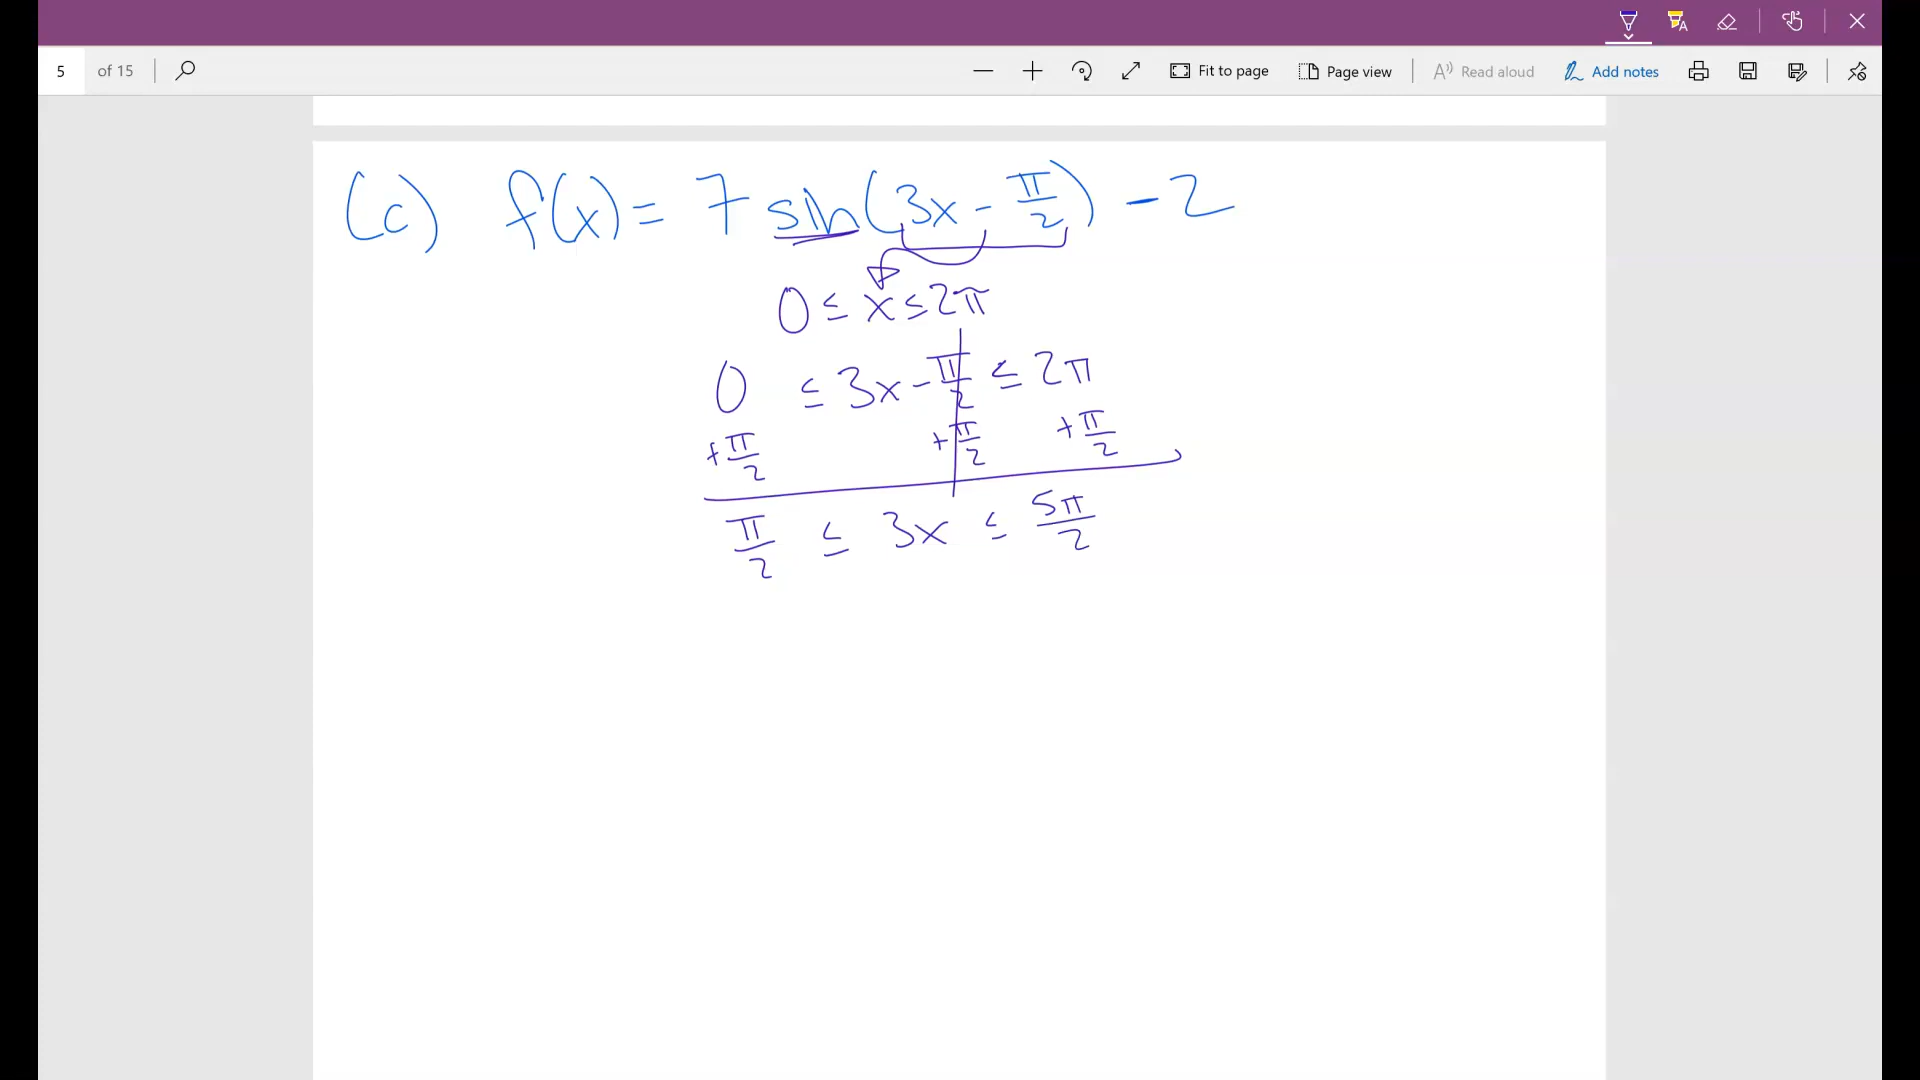 5 of 15 Fit to page Page view Read aloud Add notes
(c) f(x) = 7 sin(3x - π/2) - 2
0 ≤ x ≤ 2π
0 ≤ 3x - π/2 ≤ 2π
+π/2 +π/2 +π/2
π/2 ≤ 3x ≤ 5π/2